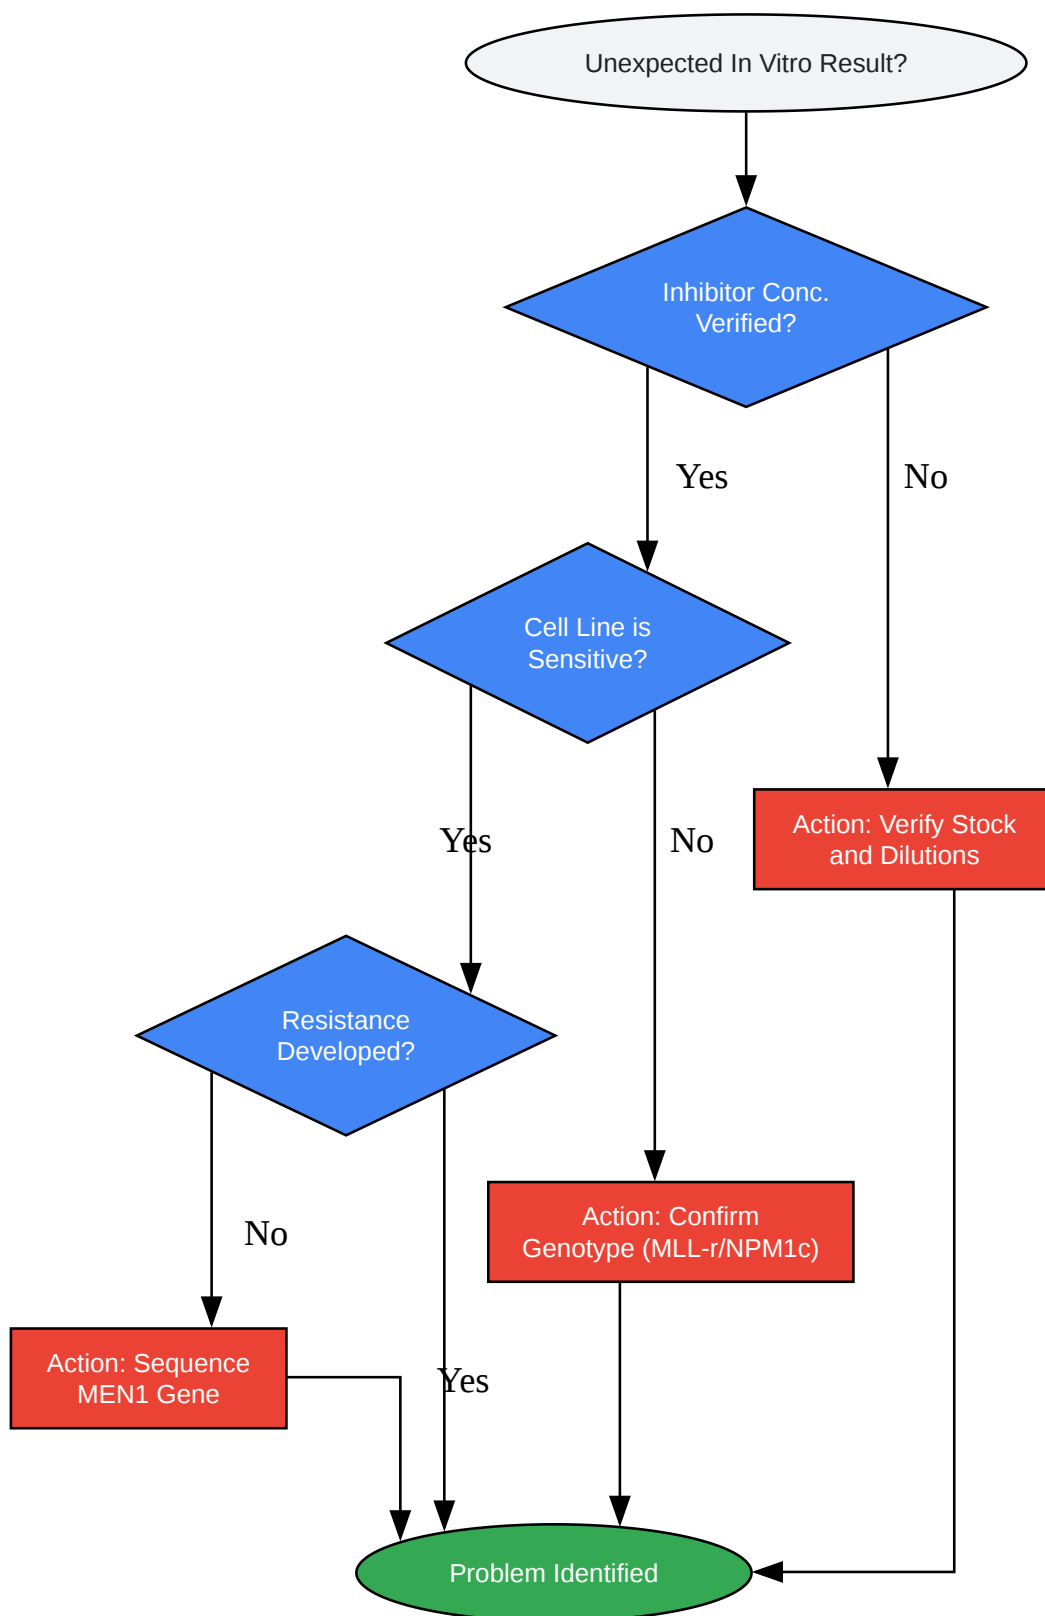 Unexpected In Vitro Result?
Inhibitor Conc.
Verified?
Yes
No
Cell Line is
Sensitive?
Yes
No
Action: Verify Stock
and Dilutions
Resistance
Developed?
No
Yes
Action: Confirm
Genotype (MLL-r/NPM1c)
Action: Sequence
MEN1 Gene
Problem Identified